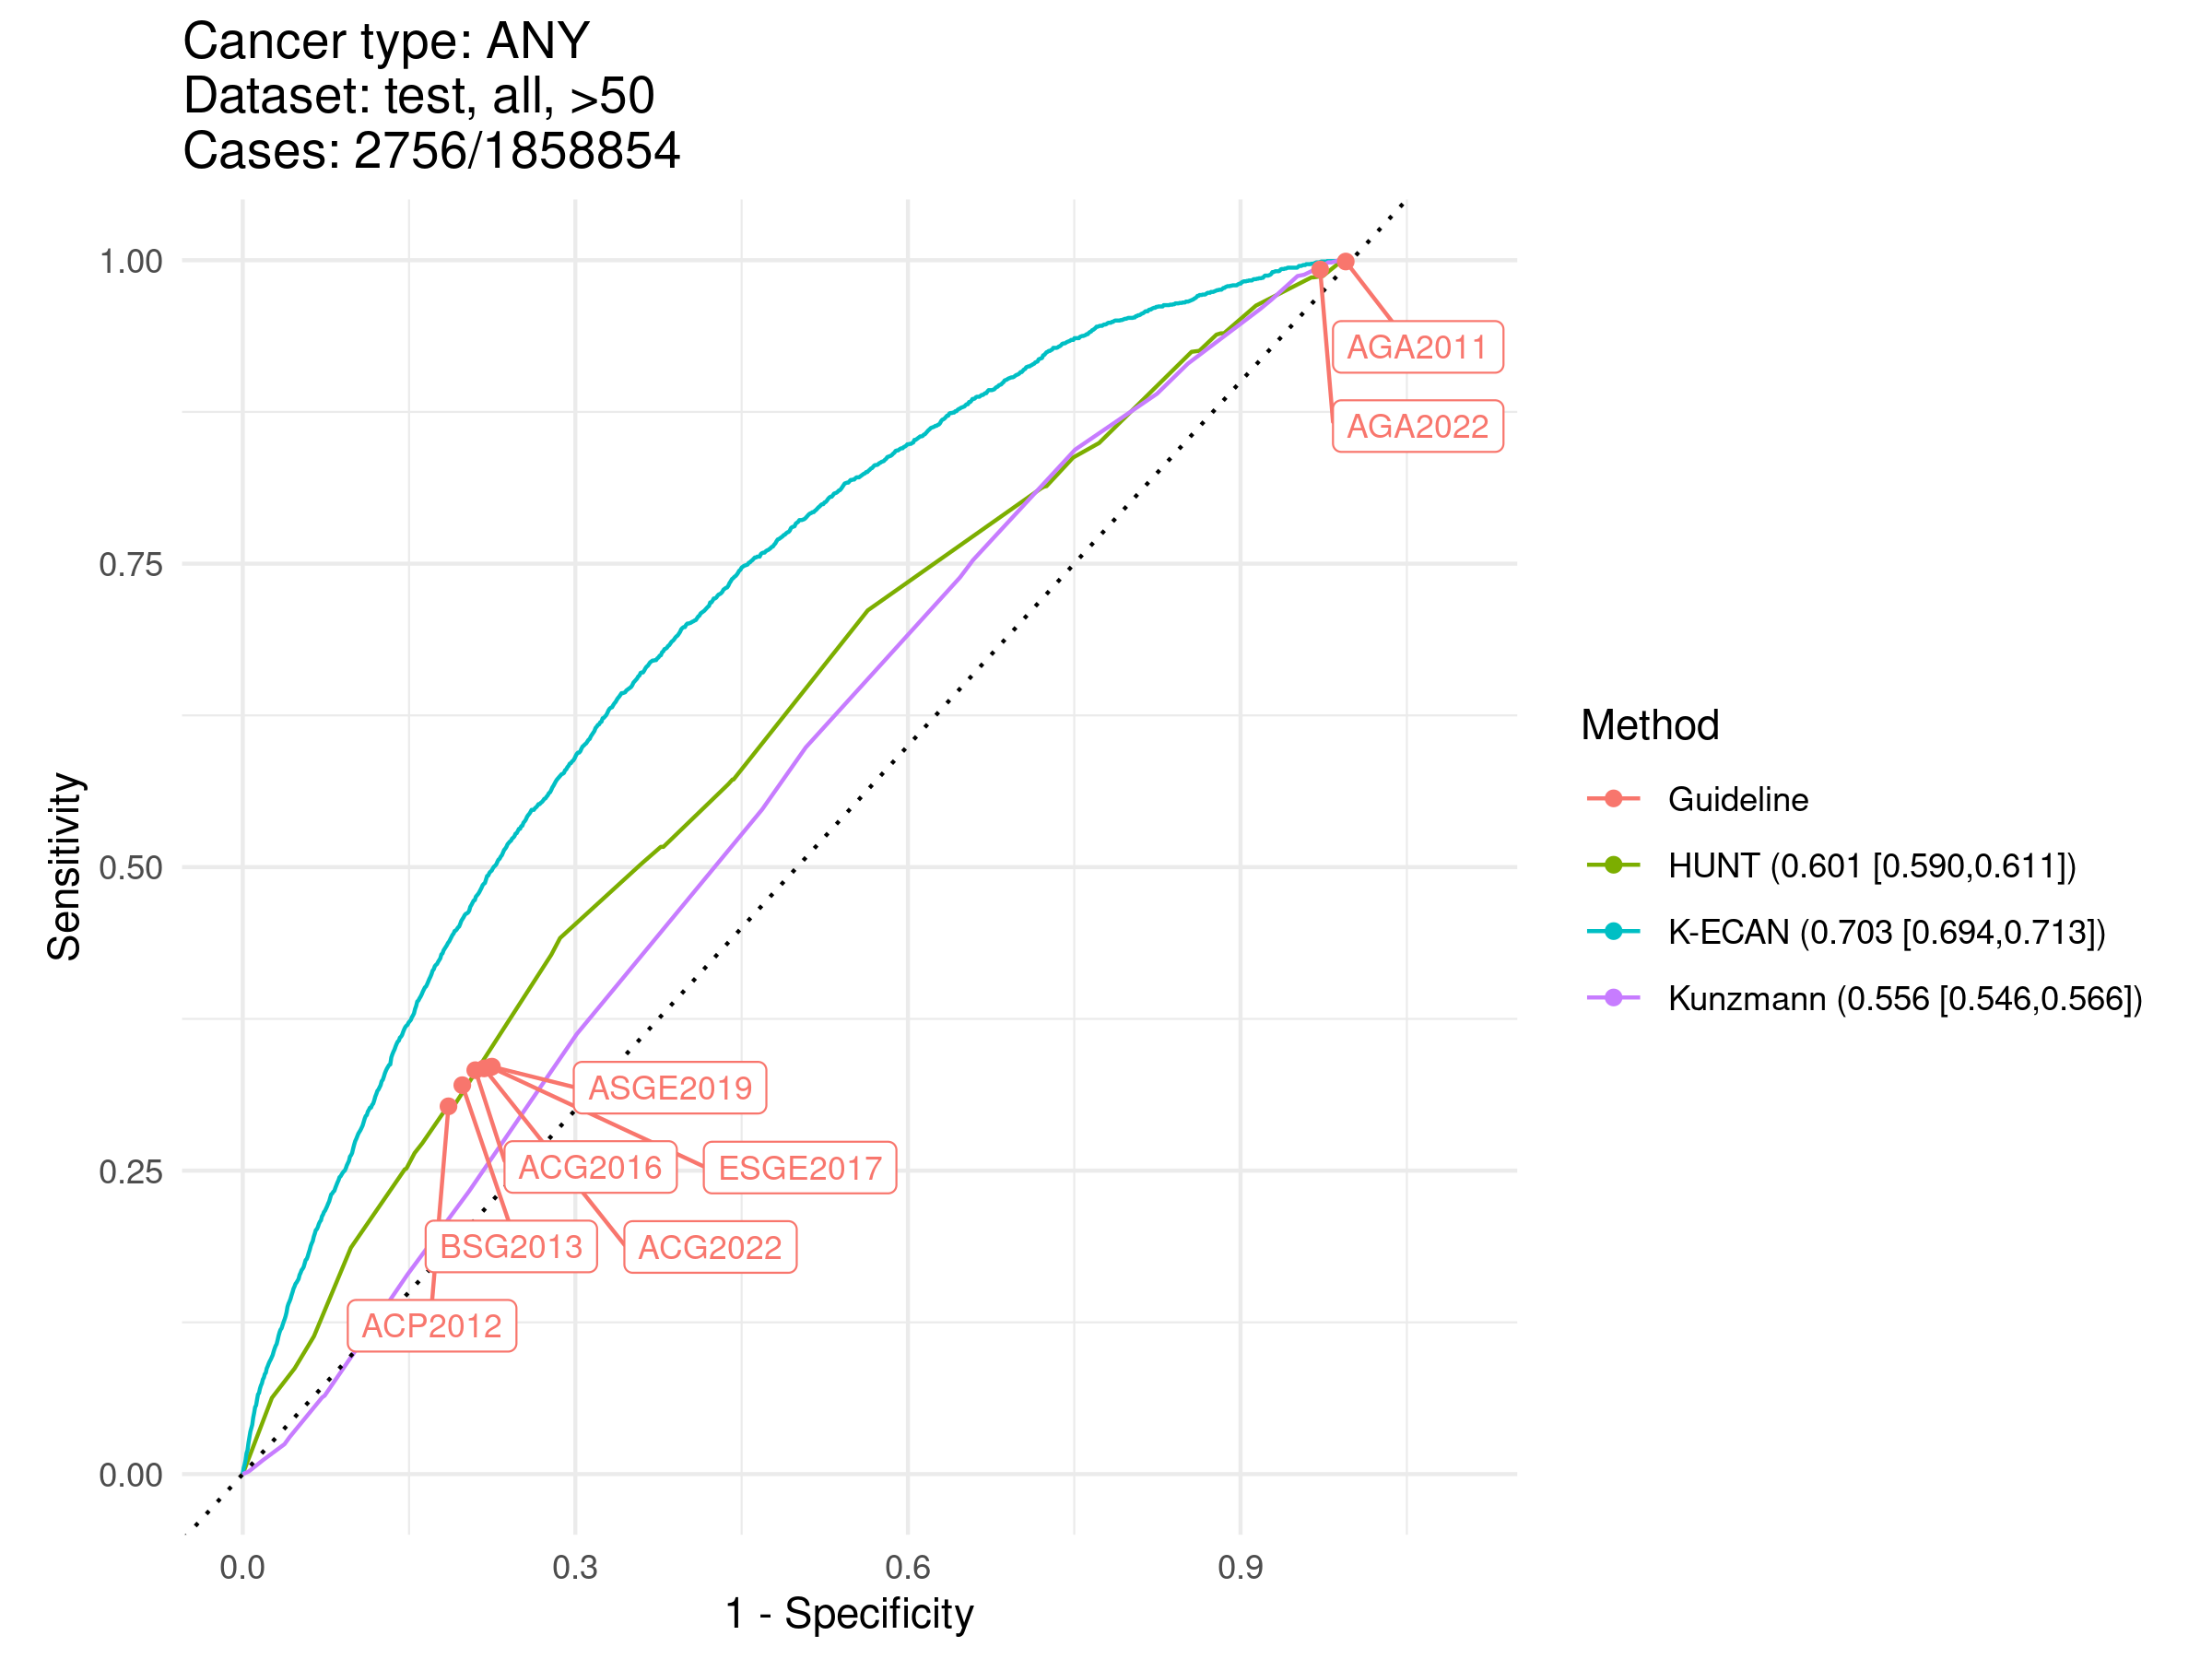 Cancer type: ANY
Dataset: test, all, >50
Cases: 2756/1858854
1.00
0.75
0.50
0.25
0.00
Sensitivity
AGA2011
AGA2022
ASGE2019
ACG2016
ESGE2017
BSG2013
ACG2022
ACP2012
0.0
0.3
0.6
0.9
1 - Specificity
Method
Guideline
HUNT (0.601 [0.590,0.611])
K-ECAN (0.703 [0.694,0.713])
Kunzmann (0.556 [0.546,0.566])